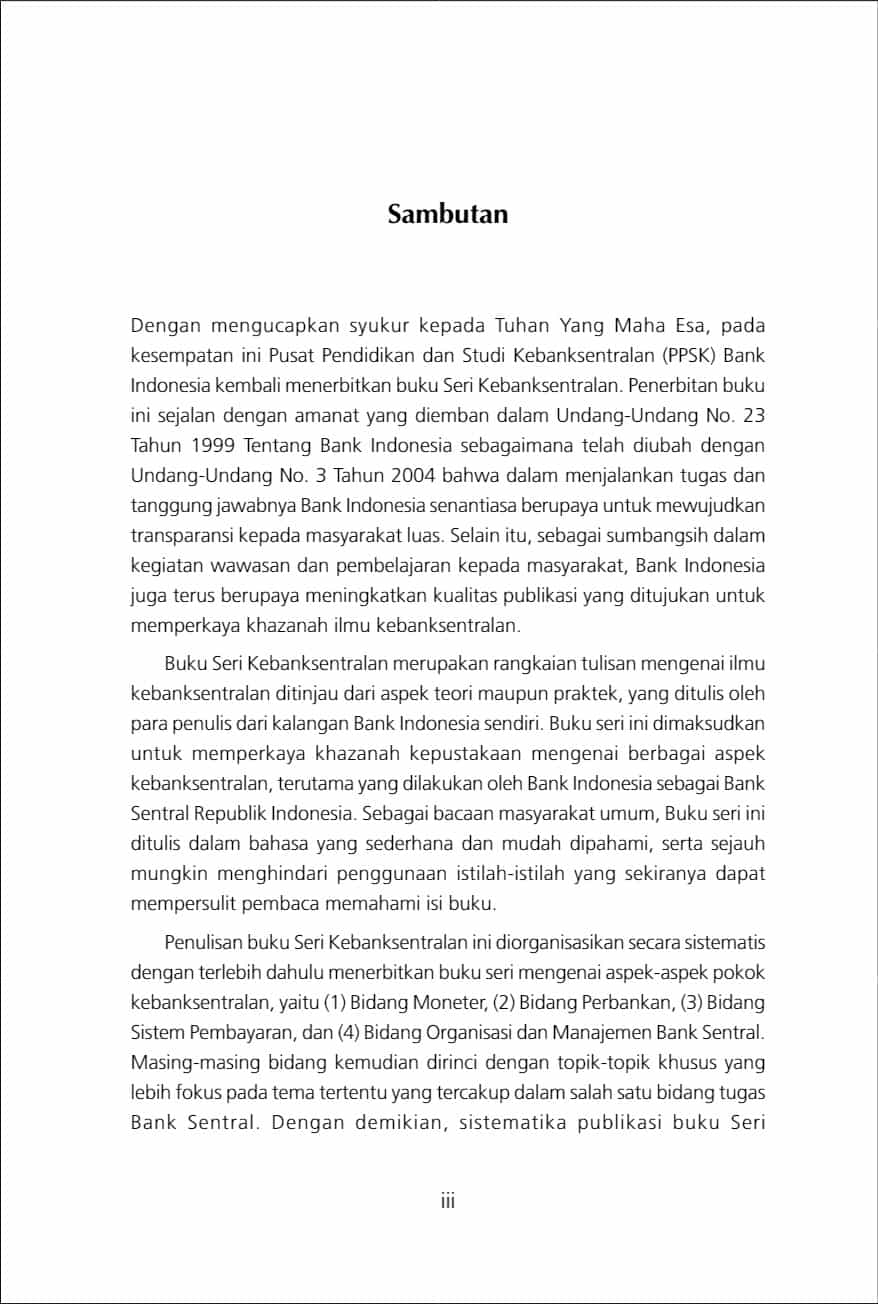 Sambutan
Dengan mengucapkan syukur kepada Tuhan Yang Maha Esa, pada
kesempatan ini Pusat Pendidikan dan Studi Kebanksentralan (PPSK) Bank
Indonesia kembali menerbitkan buku Seri Kebanksentralan. Penerbitan buku
ini sejalan dengan amanat yang diemban dalam Undang-Undang No. 23
Tahun 1999 Tentang Bank Indonesia sebagaimana telah diubah dengan
Undang-Undang No. 3 Tahun 2004 bahwa dalam menjalankan tugas dan
tanggung jawabnya Bank Indonesia senantiasa berupaya untuk mewujudkan
transparansi kepada masyarakat luas. Selain itu, sebagai sumbangsih dalam
kegiatan wawasan dan pembelajaran kepada masyarakat, Bank Indonesia
juga terus berupaya meningkatkan kualitas publikasi yang ditujukan untuk
memperkaya khazanah ilmu kebanksentralan.
Buku Seri Kebanksentralan merupakan rangkaian tulisan mengenai ilmu
kebanksentralan ditinjau dari aspek teori maupun praktek, yang ditulis oleh
para penulis dari kalangan Bank Indonesia sendiri. Buku seri ini dimaksudkan
untuk memperkaya khazanah kepustakaan mengenai berbagai aspek
kebanksentralan, terutama yang dilakukan oleh Bank Indonesia sebagai Bank
Sentral Republik Indonesia. Sebagai bacaan masyarakat umum, Buku seri ini
ditulis dalam bahasa yang sederhana dan mudah dipahami, serta sejauh
mungkin menghindari penggunaan istilah-istilah yang sekiranya dapat
mempersulit pembaca memahami isi buku.
Penulisan buku Seri Kebanksentralan ini diorganisasikan secara sistematis
dengan terlebih dahulu menerbitkan buku seri mengenai aspek-aspek pokok
kebanksentralan, yaitu (1) Bidang Moneter, (2) Bidang Perbankan, (3) Bidang
Sistem Pembayaran, dan (4) Bidang Organisasi dan Manajemen Bank Sentral.
Masing-masing bidang kemudian dirinci dengan topik-topik khusus yang
lebih fokus pada tema tertentu yang tercakup dalam salah satu bidang tugas
Bank Sentral. Dengan demikian, sistematika publikasi buku Seri
iii